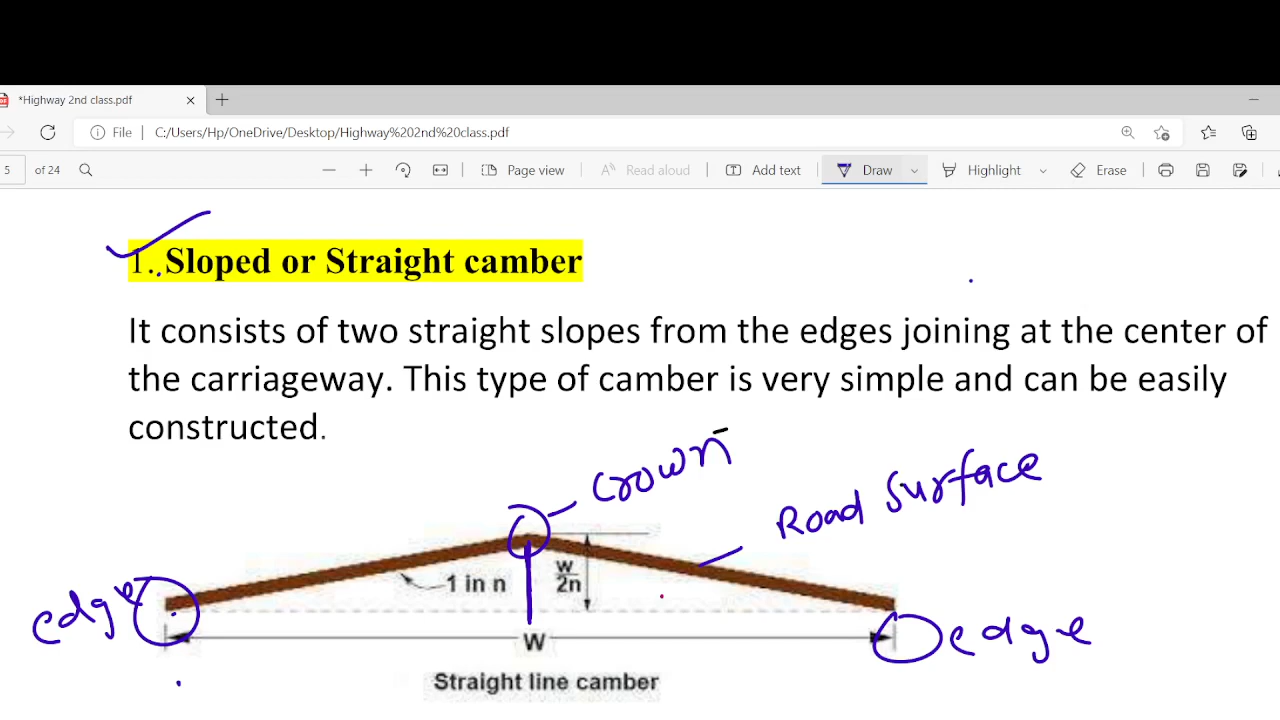 *Highway 2nd class.pdf
File | C:/Users/Hp/OneDrive/Desktop/Highway%202nd%20class.pdf
5 of 24 Page view Read aloud Add text Draw Highlight Erase
1. Sloped or Straight camber
It consists of two straight slopes from the edges joining at the center of
the carriageway. This type of camber is very simple and can be easily
constructed.
Crown
Road Surface
1 in n
w
2n
edge
edge
W
Straight line camber